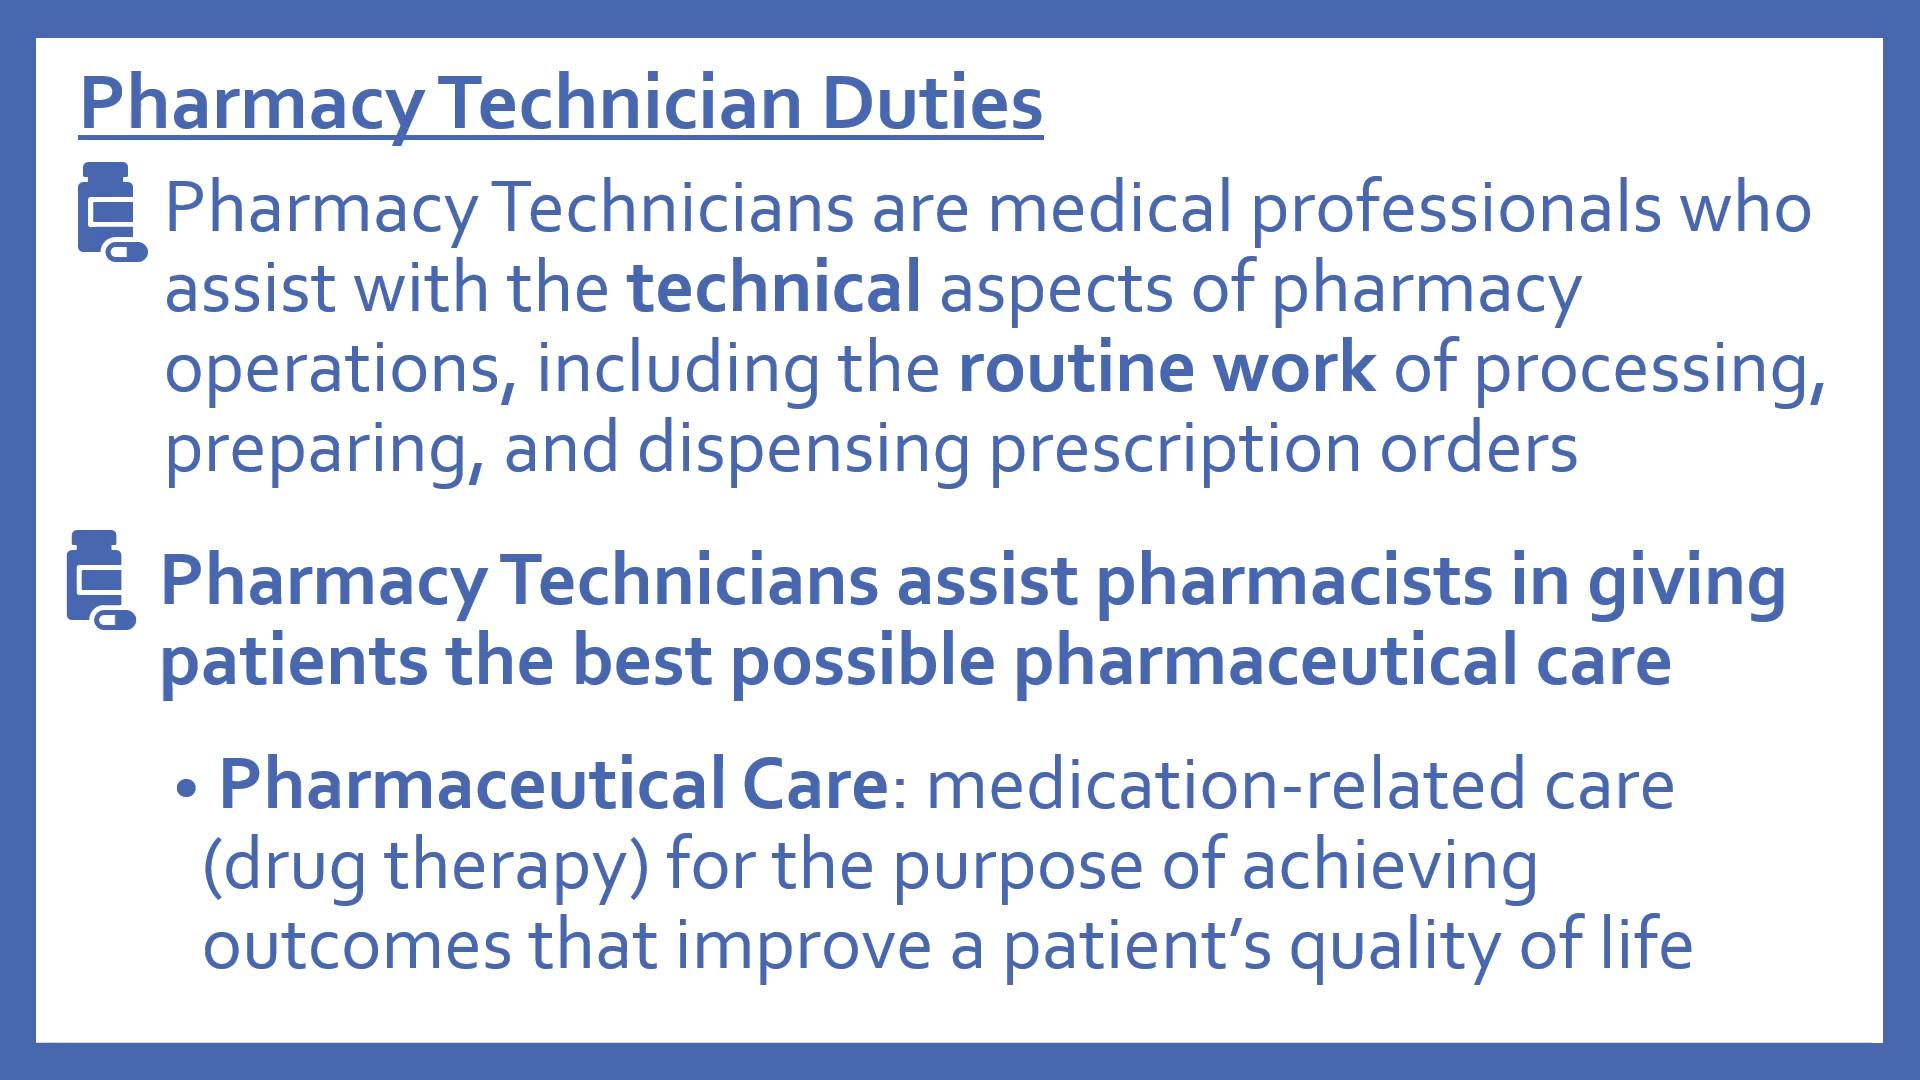 Pharmacy Technician Duties
Pharmacy Technicians are medical professionals who
assist with the technical aspects of pharmacy
operations, including the routine work of processing,
preparing, and dispensing prescription orders
Pharmacy Technicians assist pharmacists in giving
patients the best possible pharmaceutical care
• Pharmaceutical Care: medication-related care
(drug therapy) for the purpose of achieving
outcomes that improve a patient’s quality of life